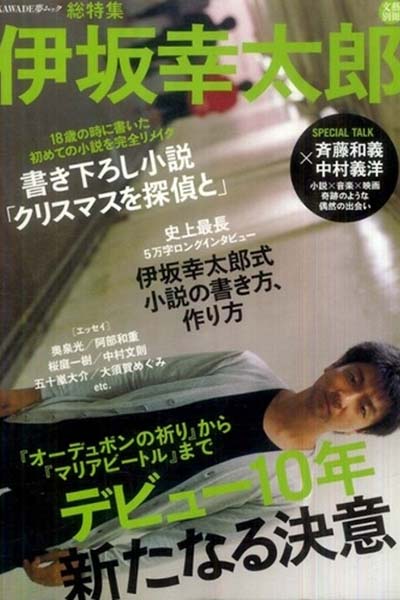 KAWADE夢ムック
総特集
文藝
別冊
伊坂幸太郎
18歳の時に書いた
初めての小説を完全リメイク
書き下ろし小説
「クリスマスを探偵と」
SPECIAL TALK
×斉藤和義
中村義洋
小説×音楽×映画
奇跡のような
偶然の出会い
史上最長
5万字ロングインタビュー
伊坂幸太郎式
小説の書き方、
作り方
［エッセイ］
奥泉光／阿部和重
桜庭一樹／中村文則
五十嵐大介／大須賀めぐみ
etc.
『オーデュボンの祈り』から
『マリアビートル』まで
デビュー10年
新たなる決意